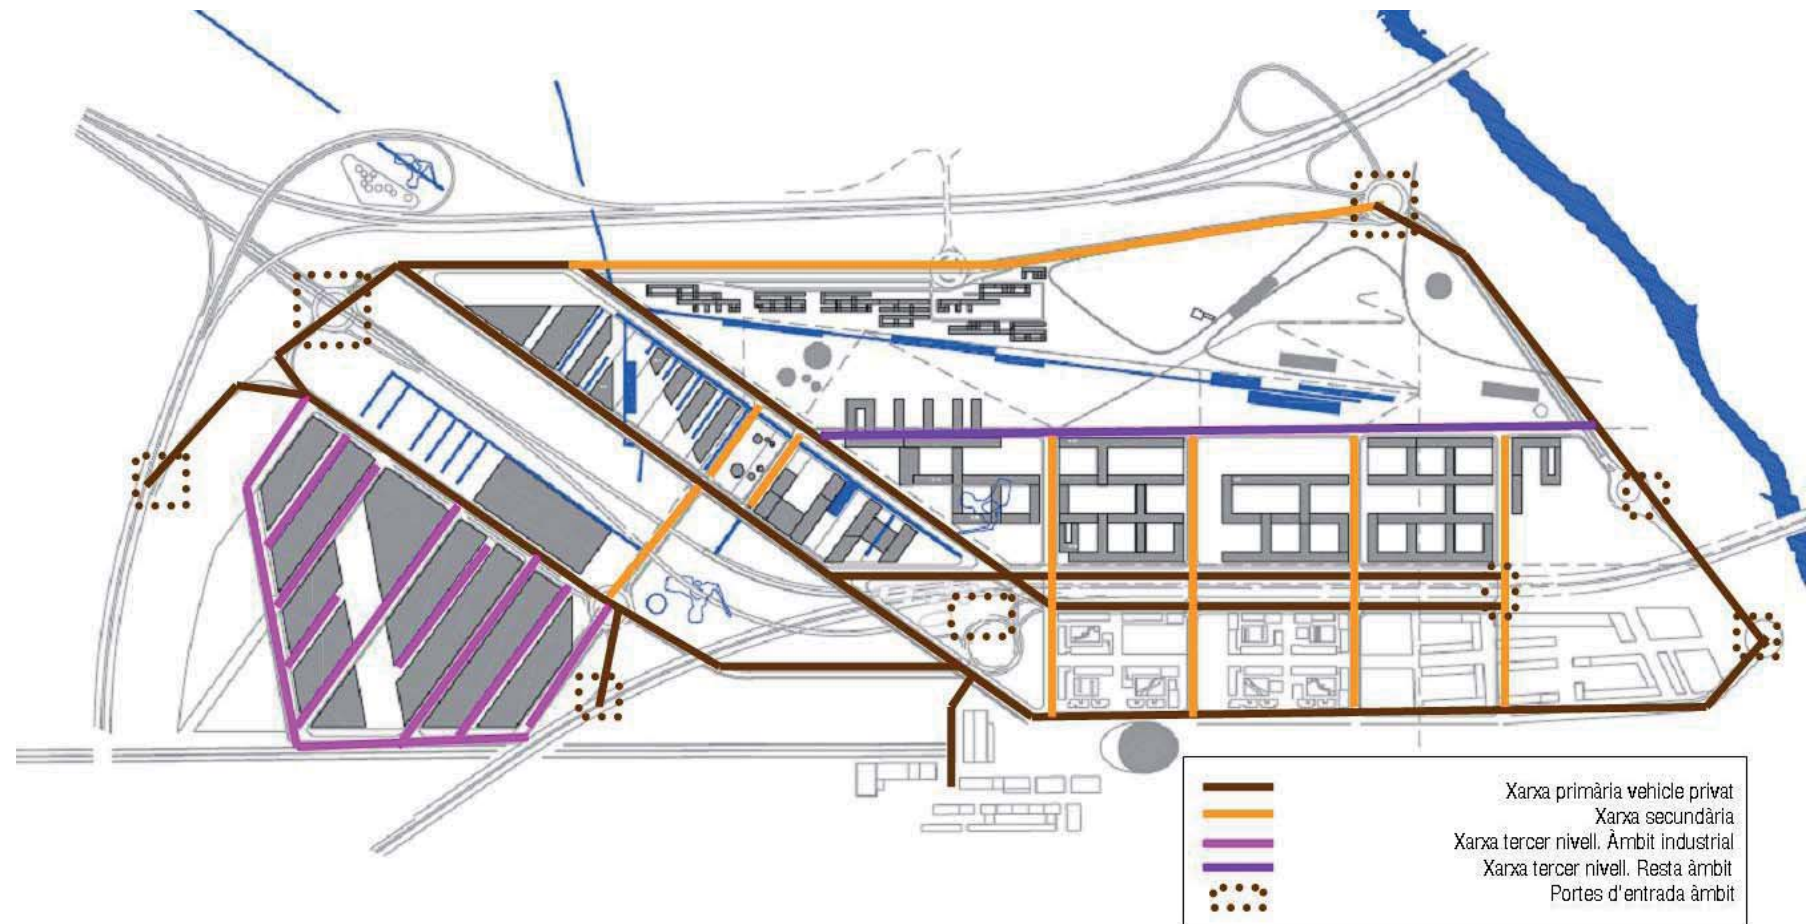 Xarxa primària vehicle privat
Xarxa secundària
Xarxa tercer nivell. Àmbit industrial
Xarxa tercer nivell. Resta àmbit
Portes d'entrada àmbit